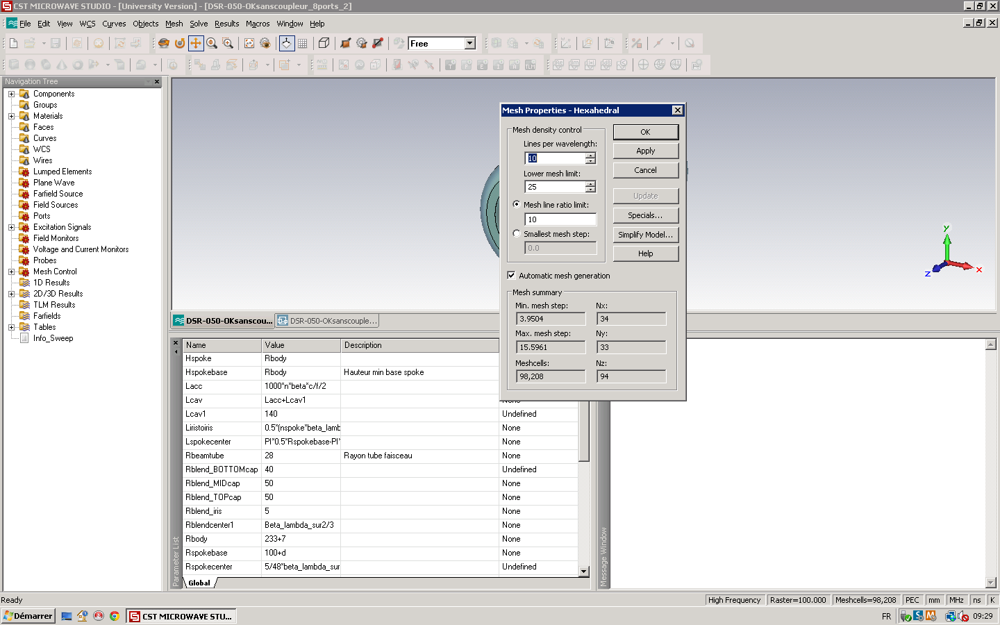 CST MICROWAVE STUDIO - [University Version] - [DSR-050-OKsanscoupleur_8ports_2]
File Edit View WCS Curves Objects Mesh Solve Results Macros Window Help
Free
Navigation Tree
Components
Groups
Materials
Faces
Curves
WCS
Wires
Lumped Elements
Plane Wave
Farfield Source
Field Sources
Ports
Excitation Signals
Field Monitors
Voltage and Current Monitors
Probes
Mesh Control
1D Results
2D/3D Results
TLM Results
Farfields
Tables
Info_Sweep
Mesh Properties - Hexahedral
Mesh density control
Lines per wavelength:
10
Lower mesh limit:
25
Mesh line ratio limit:
10
Smallest mesh step:
0.0
OK
Apply
Cancel
Update
Specials...
Simplify Model...
Help
Automatic mesh generation
Mesh summary
Min. mesh step: Nx:
3.9504 34
Max. mesh step: Ny:
15.5961 33
Meshcells: Nz:
98,208 94
y
x
z
DSR-050-OKsanscou... DSR-050-OKsanscouple...
Name Value Description
Hspoke Rbody
Hspokebase Rbody Hauteur min base spoke
Lacc 1000*n*beta*c/f/2
Lcav Lacc+Lcav1 None
Lcav1 140 Undefined
Liristoiris 0.5*(nspoke*beta_lamb None
Lspokecenter PI*0.5*Rspokebase-PI* None
Rbeamtube 28 Rayon tube faisceau None
Rblend_BOTTOMcap 40 Undefined
Rblend_MIDcap 50 None
Rblend_TOPcap 50 None
Rblend_iris 5 None
Rblendcenter1 Beta_lambda_sur2/3 None
Rbody 233+7 None
Rspokebase 100+d None
Rspokecenter 5/48*beta_lambda_sur Undefined
Global
Parameter List
Message Window
Ready
High Frequency Raster=100.000 Meshcells=98,208 PEC mm MHz ns K
Démarrer CST MICROWAVE STU... FR 09:29